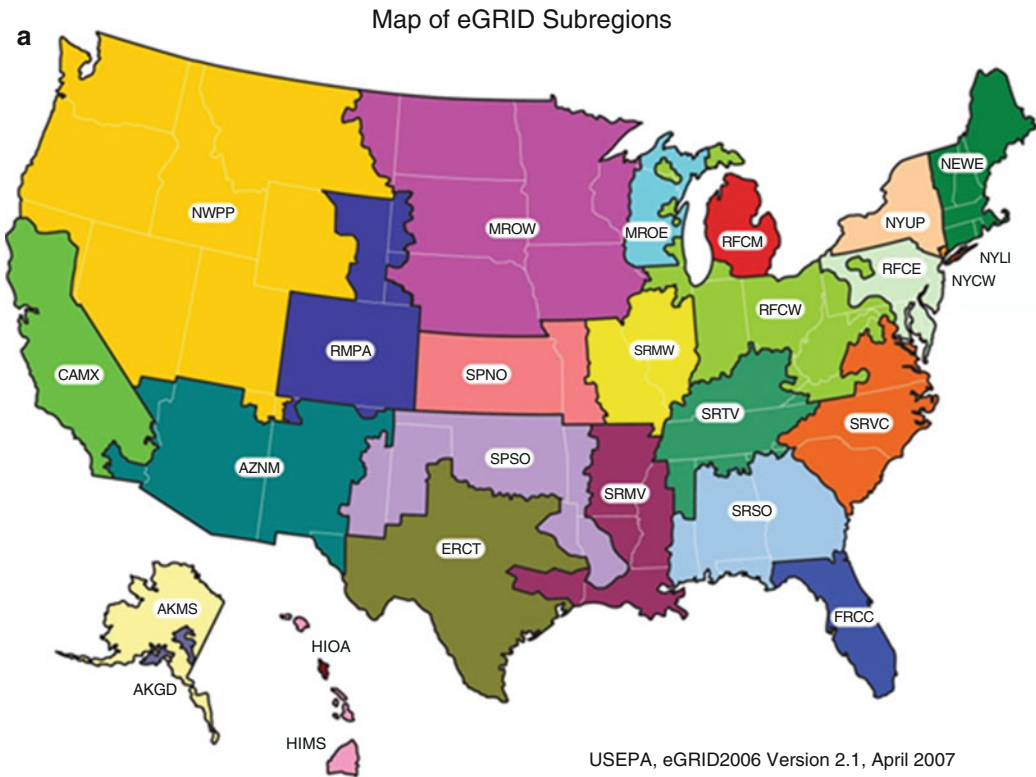 Map of eGRID Subregions
a
NEWE
NWPP
NYUP
MROW
MROE
RFCM
NYLI
RFCE
NYCW
RFCW
RMPA
SRMW
CAMX
SPNO
SRTV
SRVC
SPSO
AZNM
SRMV
SRSO
ERCT
AKMS
FRCC
HIOA
AKGD
HIMS
USEPA, eGRID2006 Version 2.1, April 2007